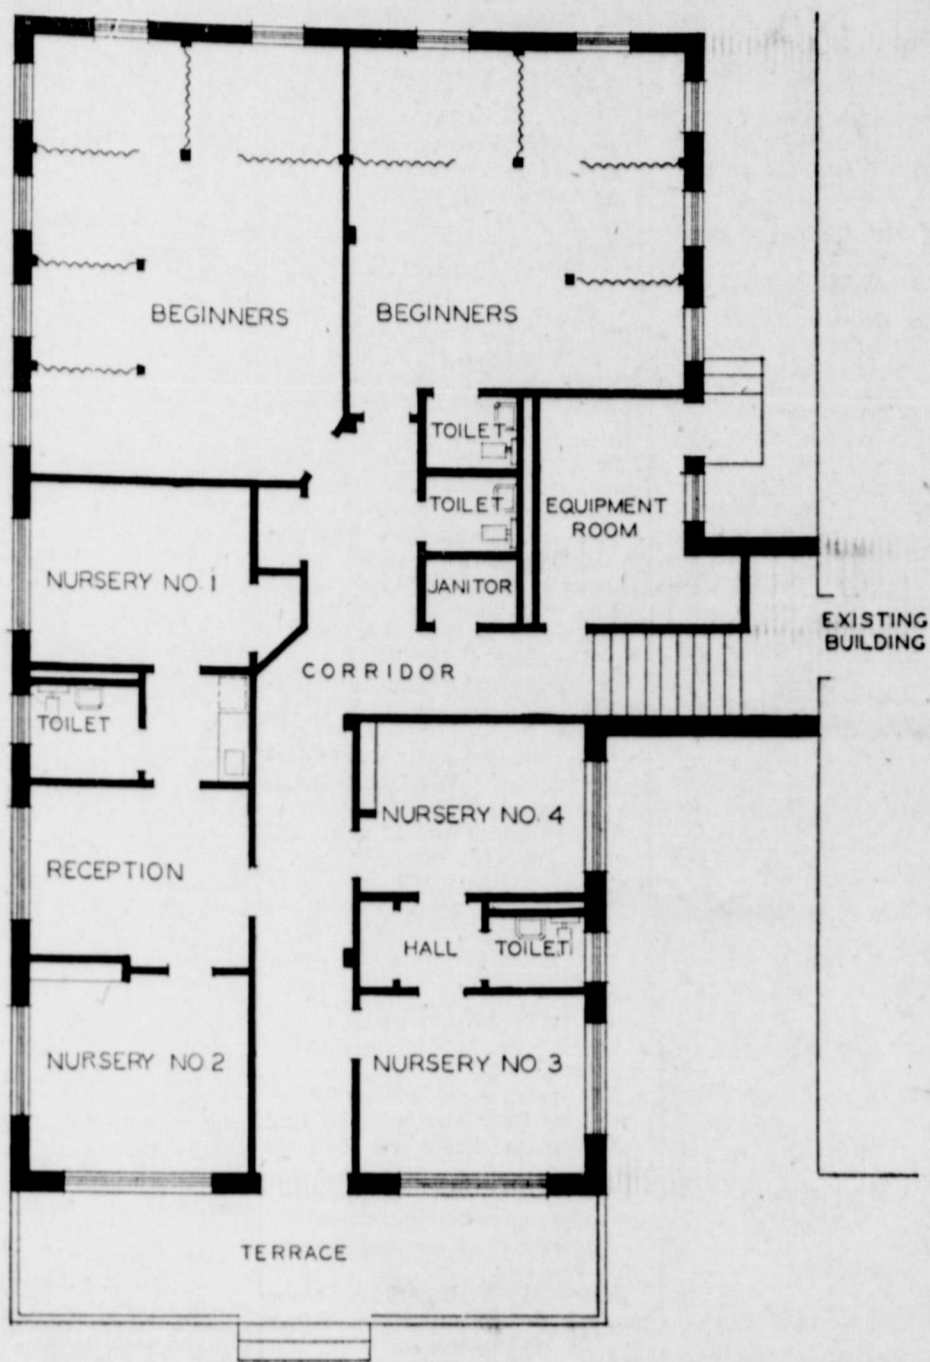 BEGINNERS
BEGINNERS
TOILET
TOILET
EQUIPMENT
ROOM
NURSERY NO. 1
JANITOR
EXISTING
BUILDING
CORRIDOR
TOILET
NURSERY NO. 4
RECEPTION
HALL
TOILET
NURSERY NO 2
NURSERY NO 3
TERRACE